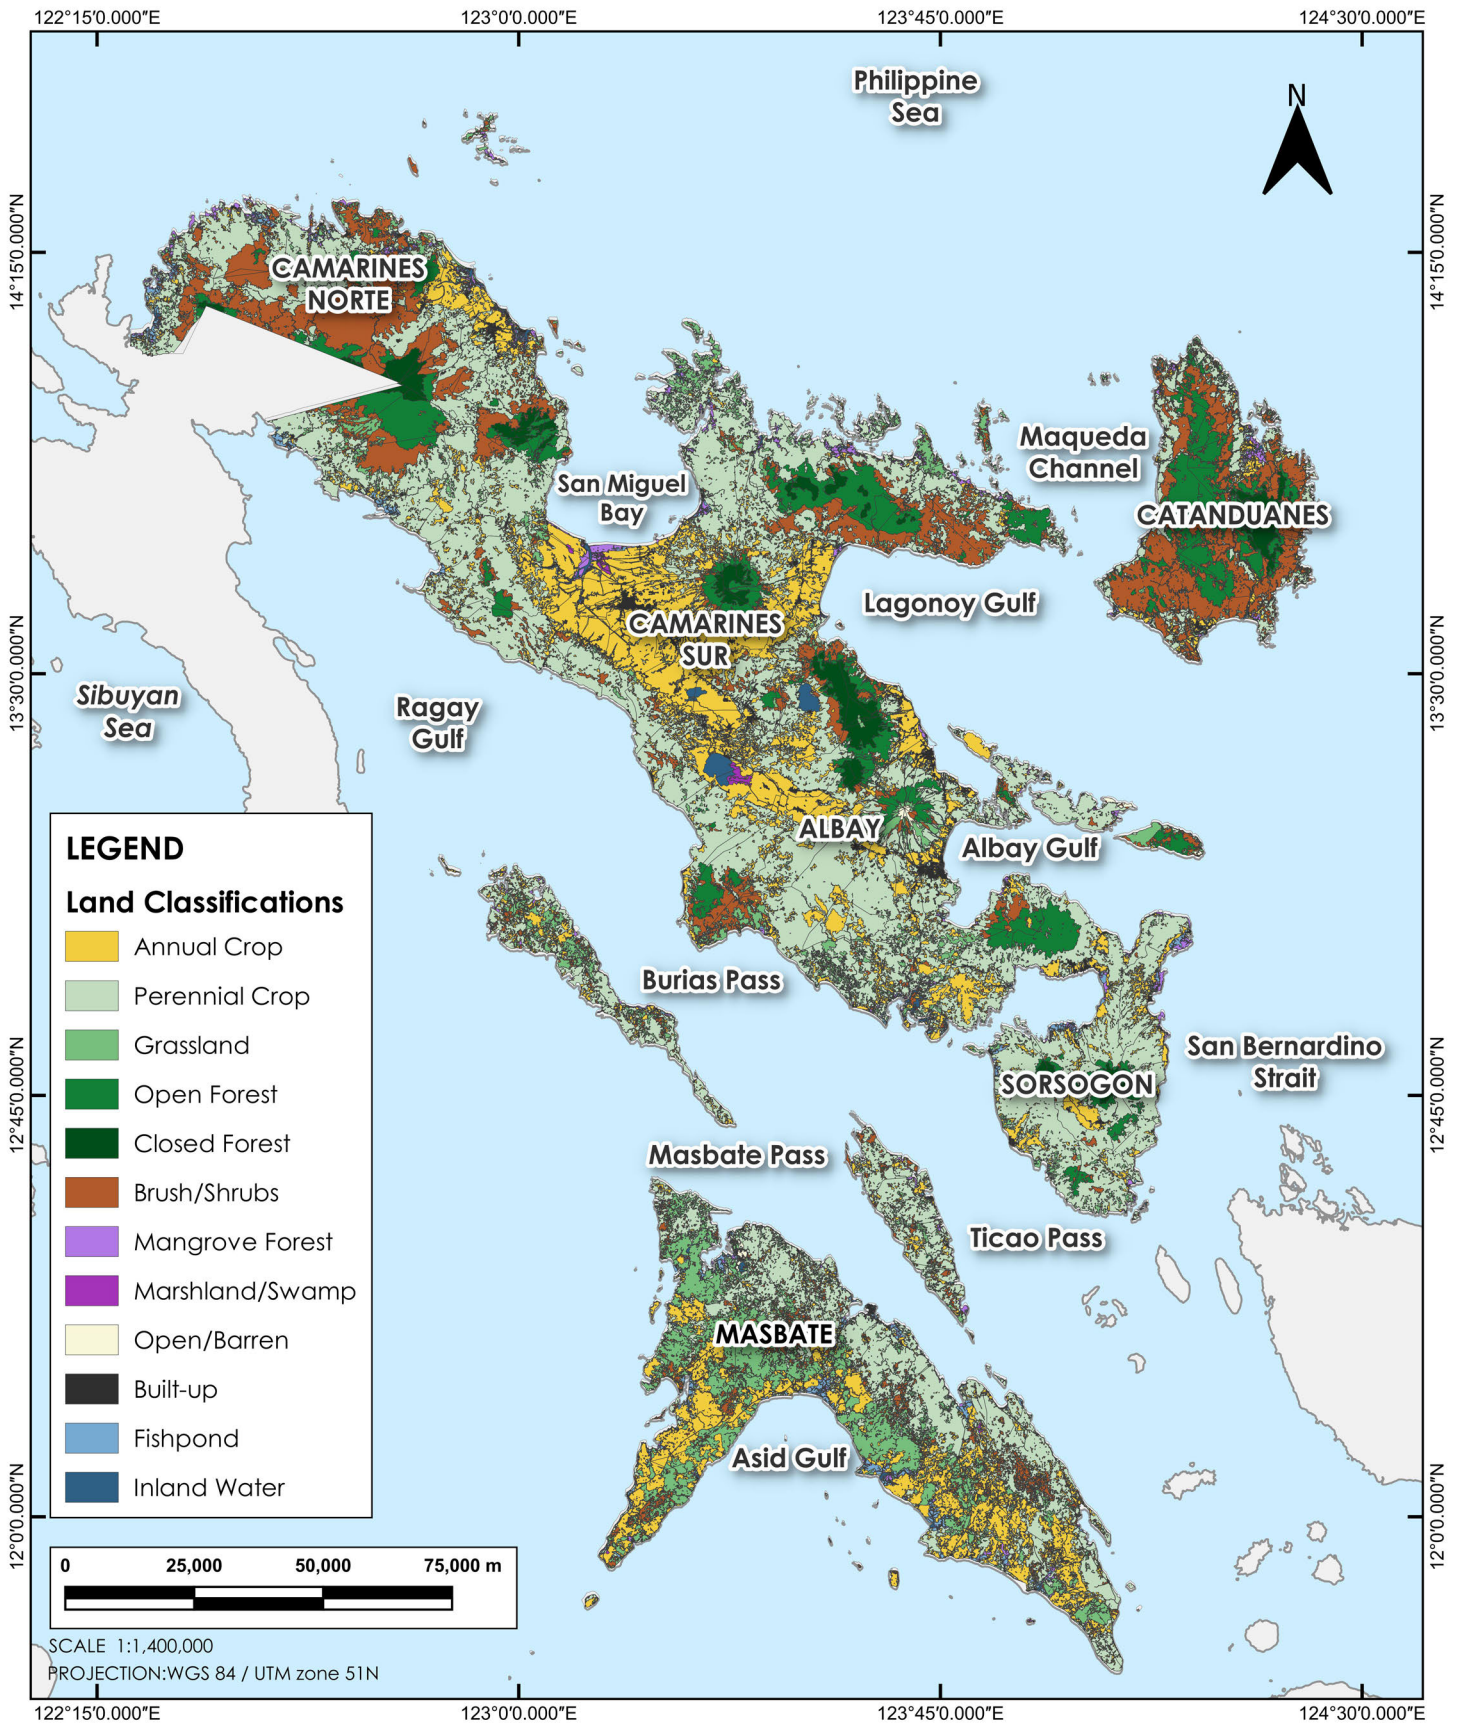 122°15'0.000"E
123°0'0.000"E
123°45'0.000"E
124°30'0.000"E
Philippine
Sea
N
14°15'0.000"N
14°15'0.000"N
CAMARINES
NORTE
Maqueda
Channel
San Miguel
Bay
CATANDUANES
Lagonoy Gulf
CAMARINES
SUR
13°30'0.000"N
13°30'0.000"N
Sibuyan
Sea
Ragay
Gulf
ALBAY
Albay Gulf
LEGEND
Land Classifications
Annual Crop
Perennial Crop
Grassland
Open Forest
Closed Forest
Brush/Shrubs
Mangrove Forest
Marshland/Swamp
Open/Barren
Built-up
Fishpond
Inland Water
Burias Pass
San Bernardino
Strait
SORSOGON
12°45'0.000"N
12°45'0.000"N
Masbate Pass
Ticao Pass
MASBATE
Asid Gulf
12°0'0.000"N
12°0'0.000"N
0 25,000 50,000 75,000 m
SCALE 1:1,400,000
PROJECTION:WGS 84 / UTM zone 51N
122°15'0.000"E
123°0'0.000"E
123°45'0.000"E
124°30'0.000"E